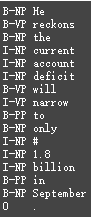 B-NP He
B-VP reckons
B-NP the
I-NP current
I-NP account
I-NP deficit
B-VP will
I-VP narrow
B-PP to
B-NP only
I-NP #
I-NP 1.8
I-NP billion
B-PP in
B-NP September
O .